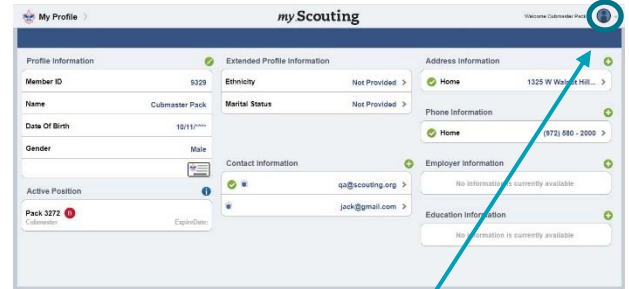 My Profile
my.Scouting
Welcome Cubmaster Pack
Profile Information
Member ID 9329
Name Cubmaster Pack
Date Of Birth 10/11/****
Gender Male
Active Position
Pack 3272
Cubmaster ExpireDate:
Extended Profile Information
Ethnicity Not Provided >
Marital Status Not Provided >
Contact Information
qa@scouting.org >
jack@gmail.com >
Address Information
Home 1325 W Walnut Hill... >
Phone Information
Home (972) 580 - 2000 >
Employer Information
No information is currently available
Education Information
No information is currently available